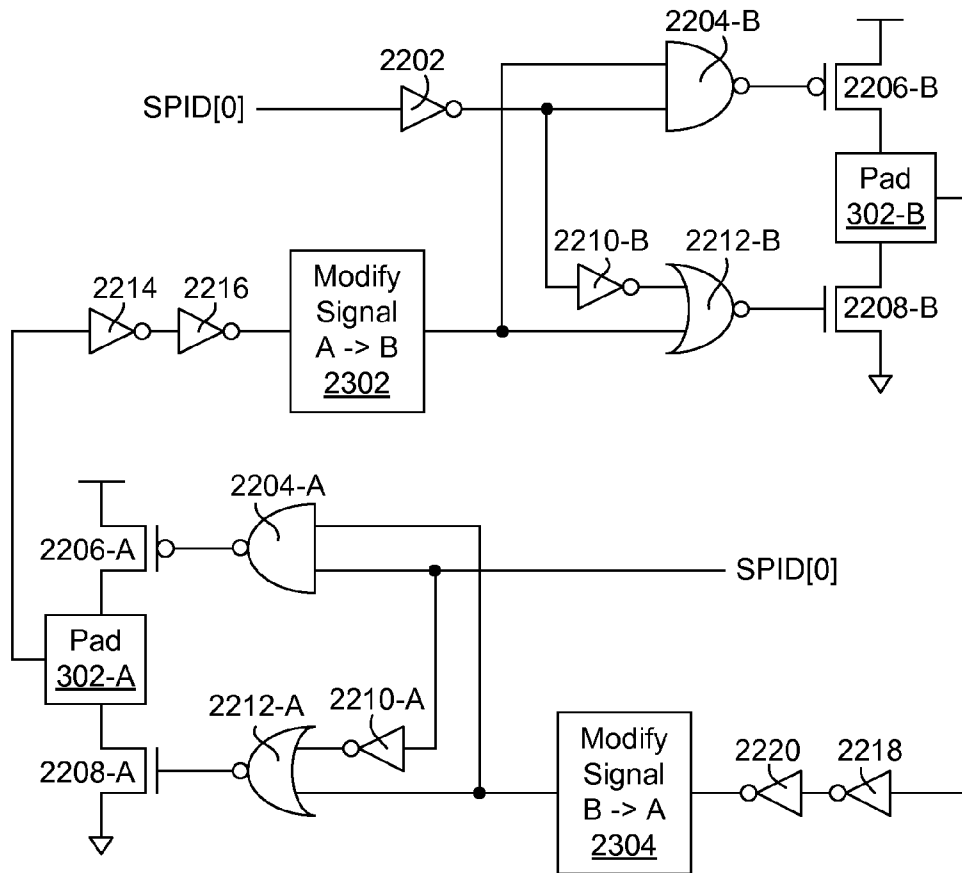 2204-B
2202
SPID[0]
2206-B
Pad
302-B
2210-B
2212-B
2214
2216
Modify
Signal
A -> B
2302
2208-B
2204-A
2206-A
SPID[0]
Pad
302-A
2212-A
2210-A
2208-A
Modify
Signal
B -> A
2304
2220
2218